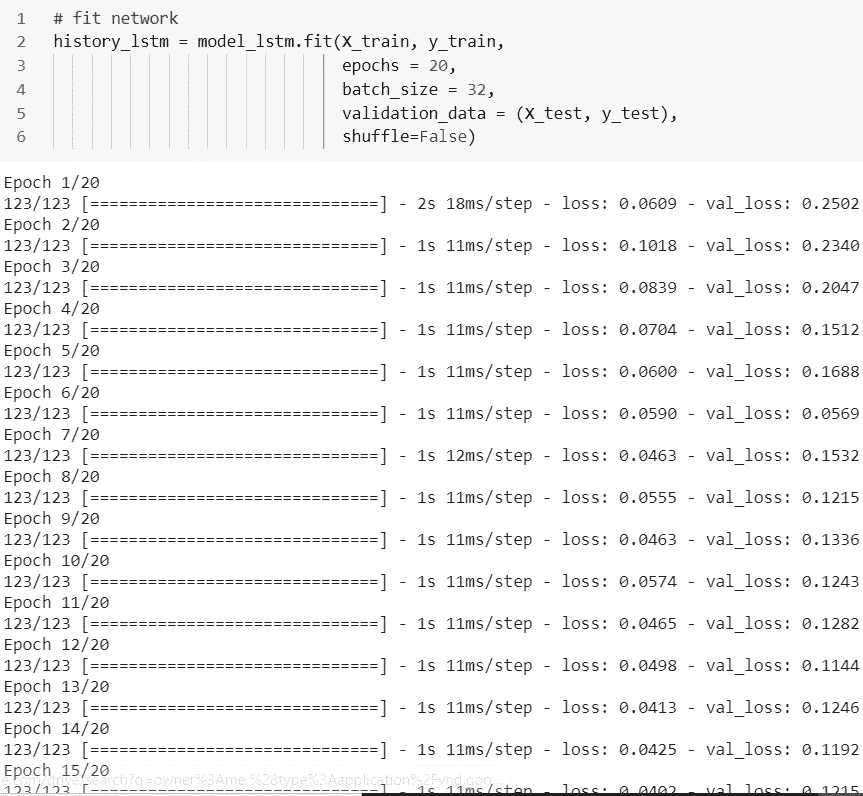 1 # fit network
2 history_lstm = model_lstm.fit(X_train, y_train,
3 epochs = 20,
4 batch_size = 32,
5 validation_data = (X_test, y_test),
6 shuffle=False)
Epoch 1/20
123/123 [==============================] - 2s 18ms/step - loss: 0.0609 - val_loss: 0.2502
Epoch 2/20
123/123 [==============================] - 1s 11ms/step - loss: 0.1018 - val_loss: 0.2340
Epoch 3/20
123/123 [==============================] - 1s 11ms/step - loss: 0.0839 - val_loss: 0.2047
Epoch 4/20
123/123 [==============================] - 1s 11ms/step - loss: 0.0704 - val_loss: 0.1512
Epoch 5/20
123/123 [==============================] - 1s 11ms/step - loss: 0.0600 - val_loss: 0.1688
Epoch 6/20
123/123 [==============================] - 1s 11ms/step - loss: 0.0590 - val_loss: 0.0569
Epoch 7/20
123/123 [==============================] - 1s 12ms/step - loss: 0.0463 - val_loss: 0.1532
Epoch 8/20
123/123 [==============================] - 1s 11ms/step - loss: 0.0555 - val_loss: 0.1215
Epoch 9/20
123/123 [==============================] - 1s 11ms/step - loss: 0.0463 - val_loss: 0.1336
Epoch 10/20
123/123 [==============================] - 1s 11ms/step - loss: 0.0574 - val_loss: 0.1243
Epoch 11/20
123/123 [==============================] - 1s 11ms/step - loss: 0.0465 - val_loss: 0.1282
Epoch 12/20
123/123 [==============================] - 1s 11ms/step - loss: 0.0498 - val_loss: 0.1144
Epoch 13/20
123/123 [==============================] - 1s 11ms/step - loss: 0.0413 - val_loss: 0.1246
Epoch 14/20
123/123 [==============================] - 1s 11ms/step - loss: 0.0425 - val_loss: 0.1192
Epoch 15/20
123/123 [==============================] - 1s 11ms/step - loss: 0.0402 - val_loss: 0.1215